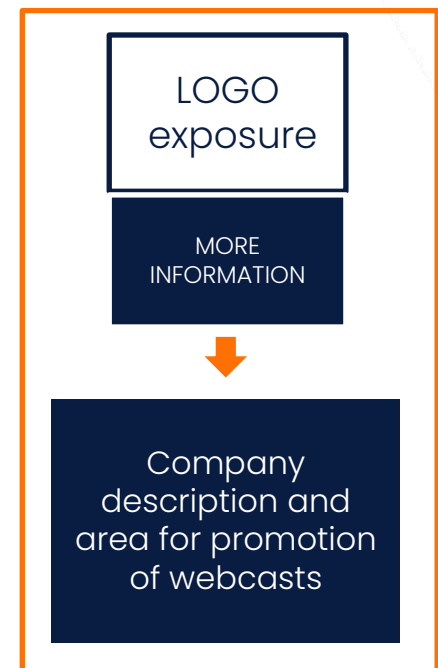 LOGO
exposure
MORE
INFORMATION
Company
description and
area for promotion
of webcasts